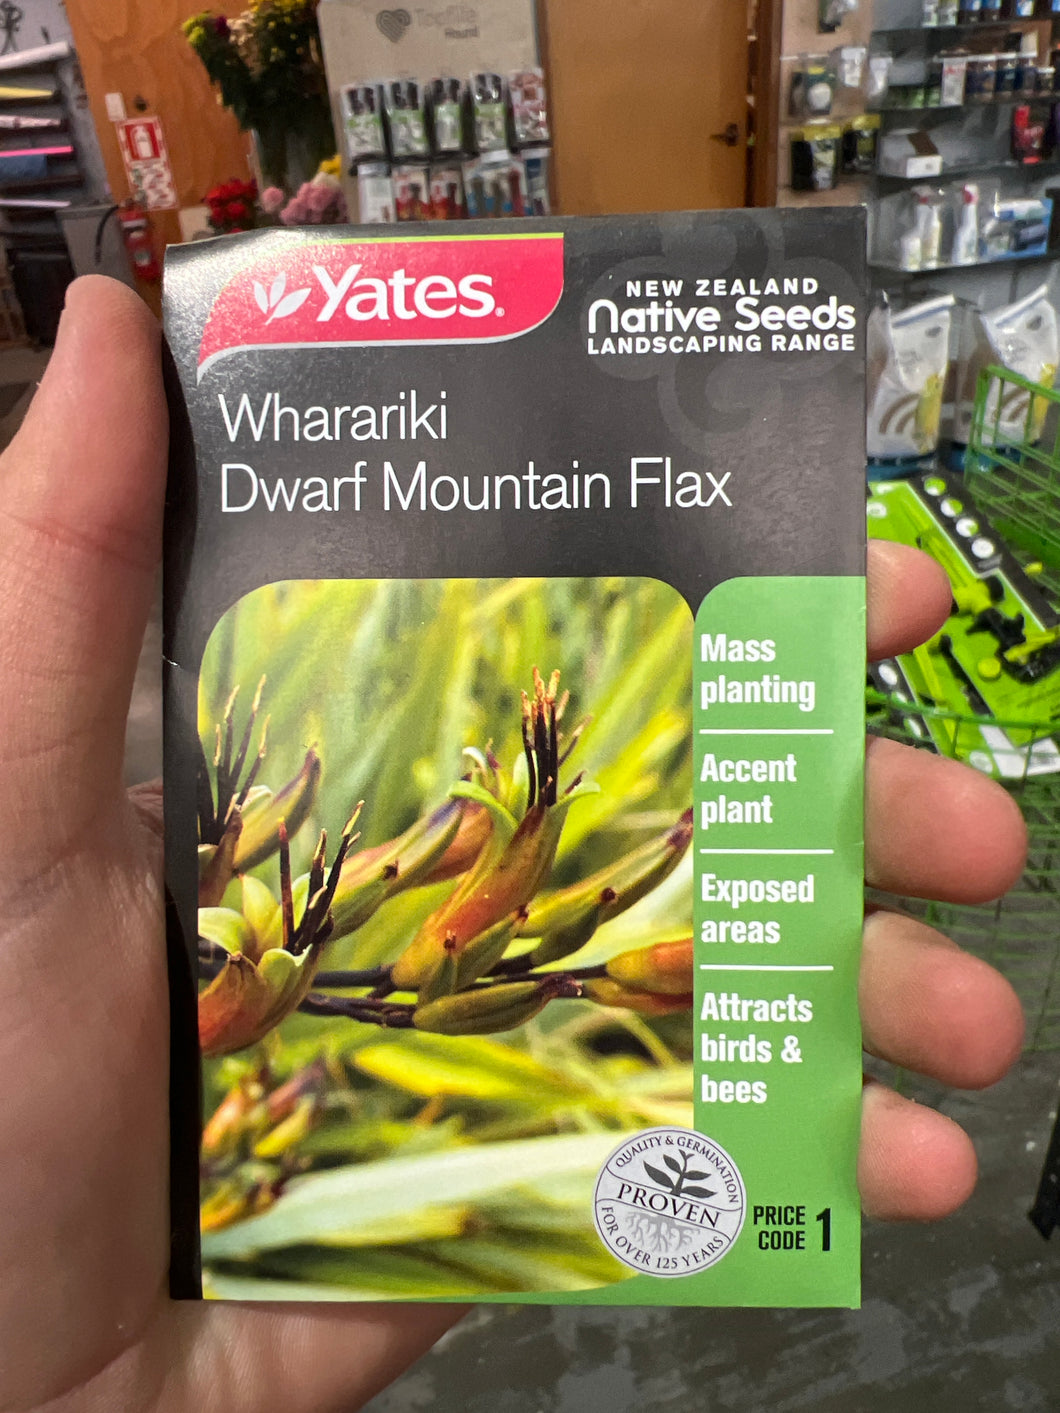 Yates®
NEW ZEALAND
Native Seeds
LANDSCAPING RANGE
Wharariki
Dwarf Mountain Flax
Mass
planting
Accent
plant
Exposed
areas
Attracts
birds &
bees
QUALITY & GERMINATION
PROVEN
FOR OVER 125 YEARS
PRICE
CODE 1